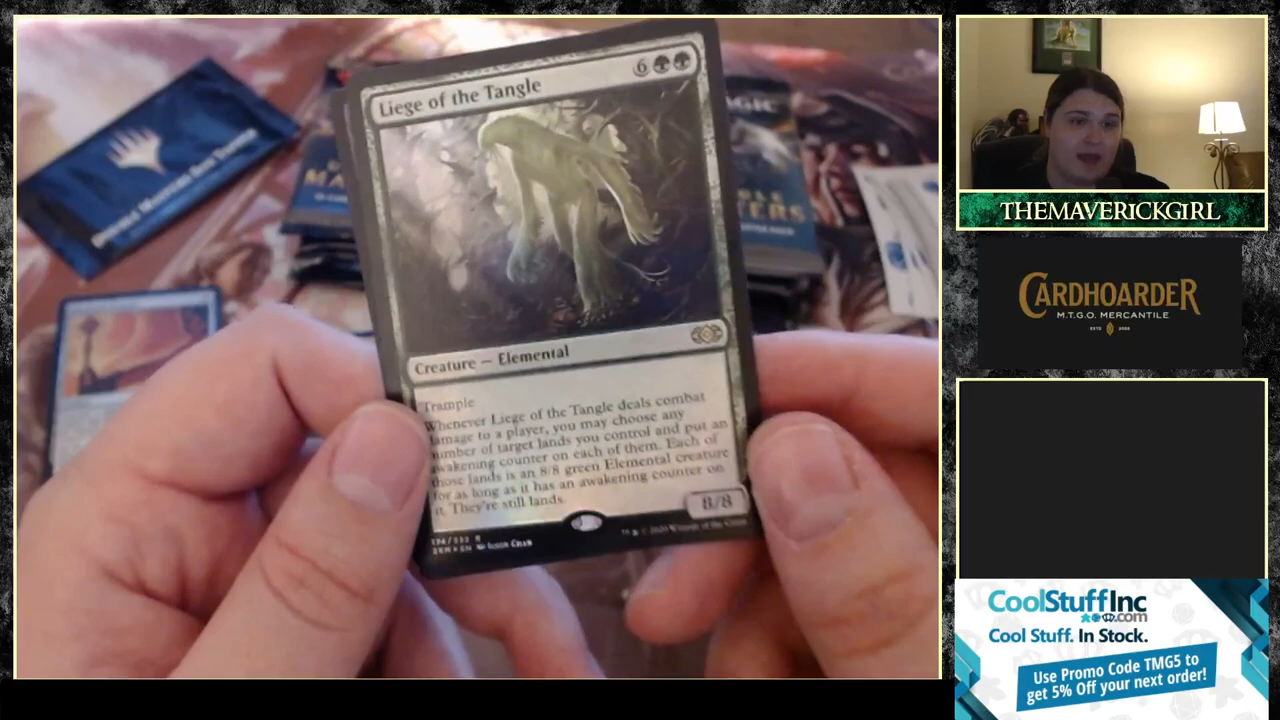 Liege of the Tangle
6
Creature — Elemental
Trample
Whenever Liege of the Tangle deals combat
damage to a player, you may choose any
number of target lands you control and put an
awakening counter on each of them. Each of
those lands is an 8/8 green Elemental creature
for as long as it has an awakening counter on
it. They're still lands.
8/8
MAGIC
THEMAVERICKGIRL
CARDHOARDER
M.T.G.O. MERCANTILE
CoolStuffInc
.com
Cool Stuff. In Stock.
Use Promo Code TMG5 to
get 5% Off your next order!